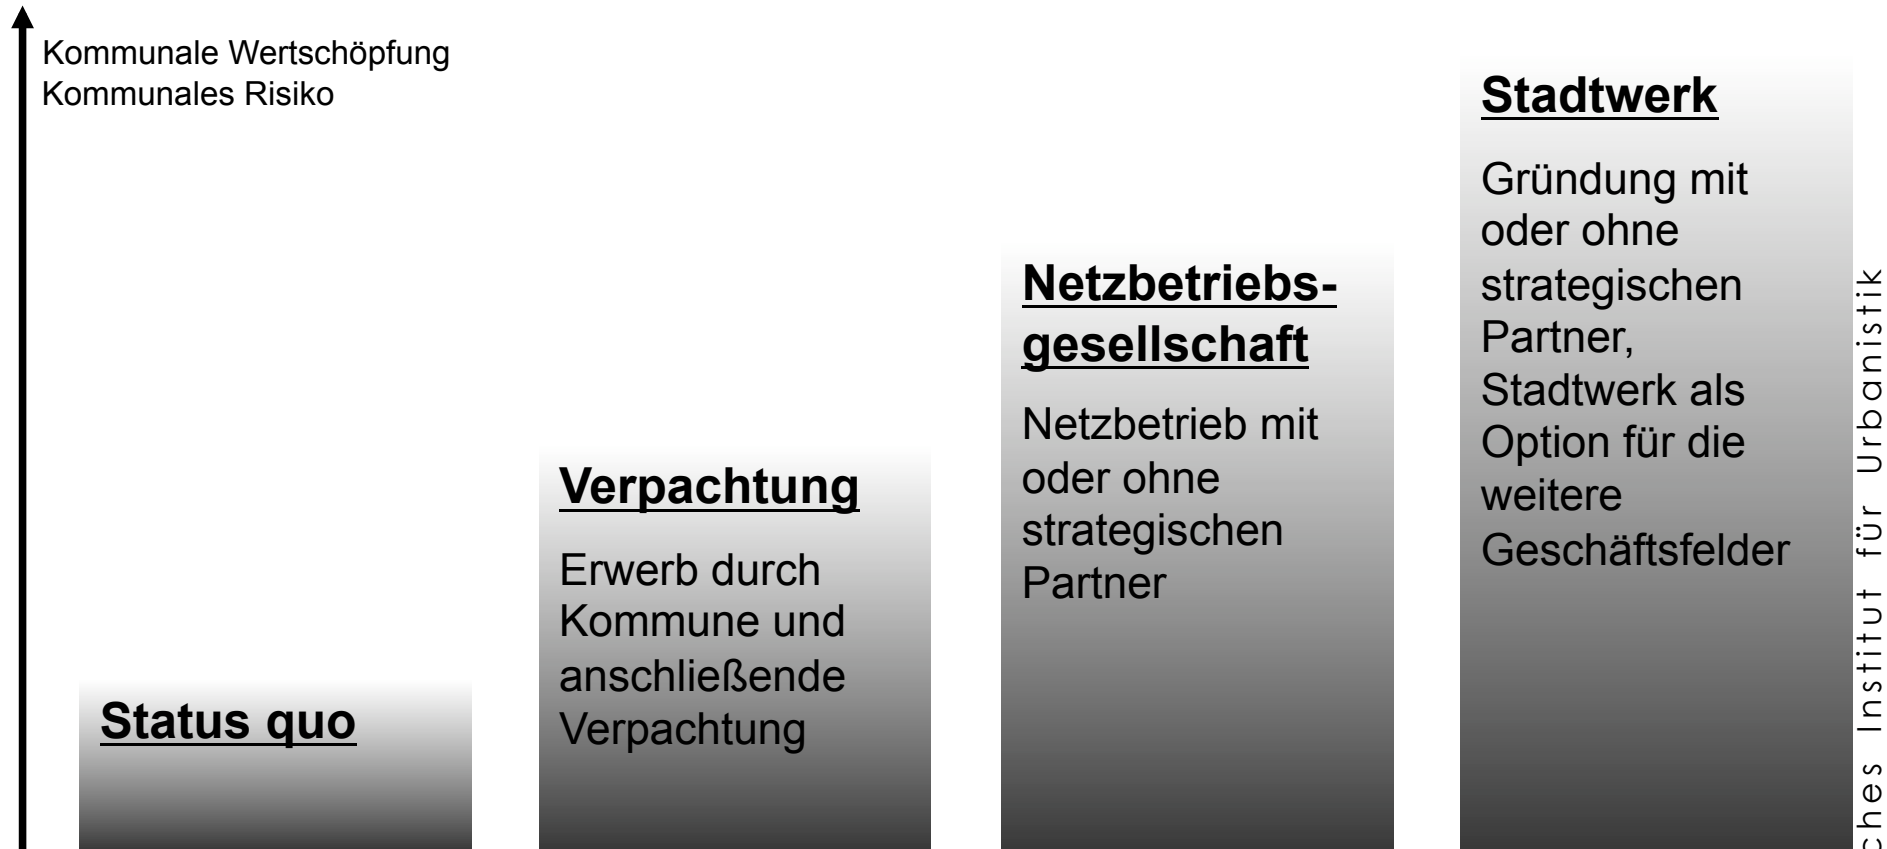 Kommunale Wertschöpfung
Kommunales Risiko
Status quo
Verpachtung
Erwerb durch
Kommune und
anschließende
Verpachtung
Netzbetriebs-
gesellschaft
Netzbetrieb mit
oder ohne
strategischen
Partner
Stadtwerk
Gründung mit
oder ohne
strategischen
Partner,
Stadtwerk als
Option für die
weitere
Geschäftsfelder
ches Institut für Urbanistik